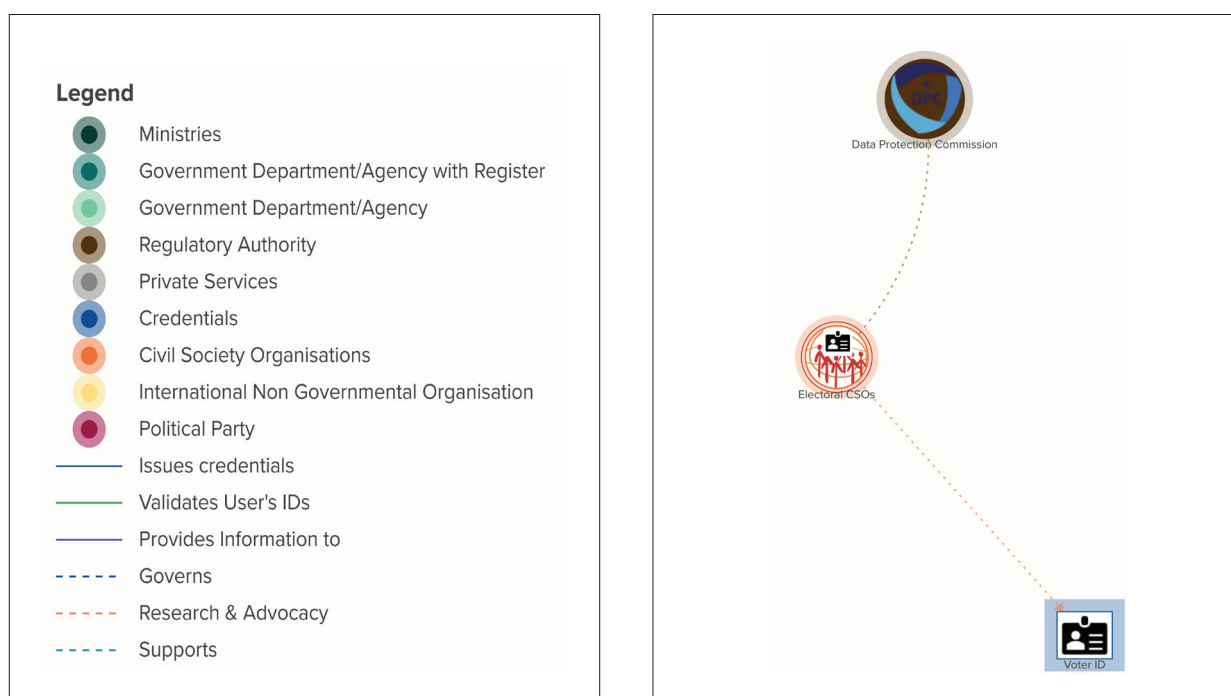 Legend
Ministries
Government Department/Agency with Register
Government Department/Agency
Regulatory Authority
Private Services
Credentials
Civil Society Organisations
International Non Governmental Organisation
Political Party
Issues credentials
Validates User's IDs
Provides Information to
Governs
Research & Advocacy
Supports
DPC
Data Protection Commission
Electoral CSOs
Voter ID